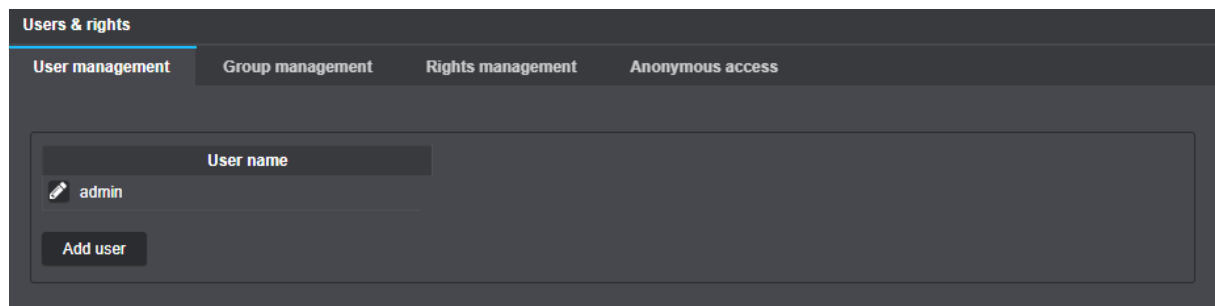 Users & rights
User management Group management Rights management Anonymous access
User name
admin
Add user